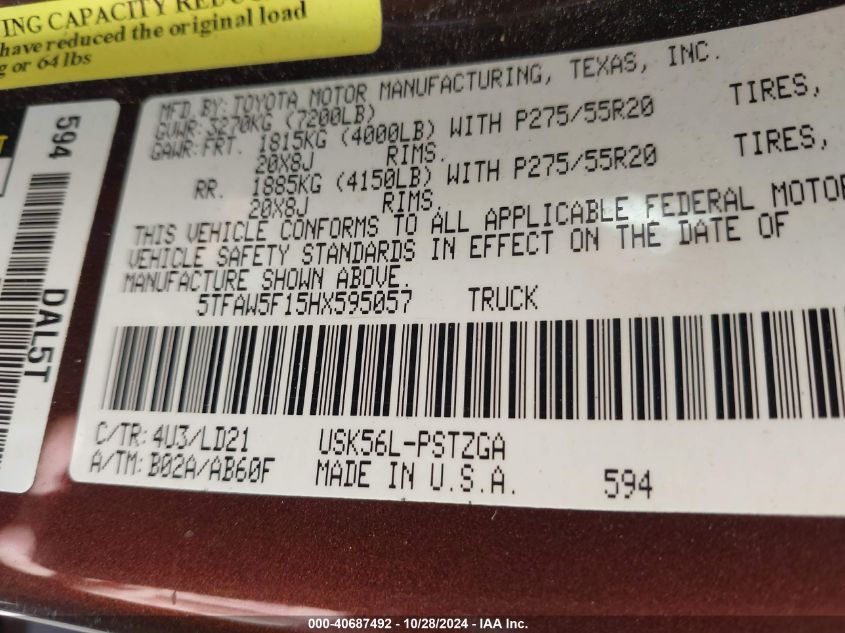 ING CAPACITY REDUC
have reduced the original load
g or 64 lbs
594
DAL5T
MFD.BY:TOYOTA MOTOR MANUFACTURING, TEXAS, INC.
GVWR:3270KG (7200LB)
GAWR:FRT. 1815KG (4000LB) WITH P275/55R20 TIRES,
20X8J RIMS.
RR. 1885KG (4150LB) WITH P275/55R20 TIRES,
20X8J RIMS.
THIS VEHICLE CONFORMS TO ALL APPLICABLE FEDERAL MOTOR
VEHICLE SAFETY STANDARDS IN EFFECT ON THE DATE OF
MANUFACTURE SHOWN ABOVE.
5TFAW5F15HX595057 TRUCK
C/TR:4U3/LD21 USK56L-PSTZGA
A/TM:B02A/AB60F MADE IN U.S.A. 594
000-40687492 - 10/28/2024 - IAA Inc.